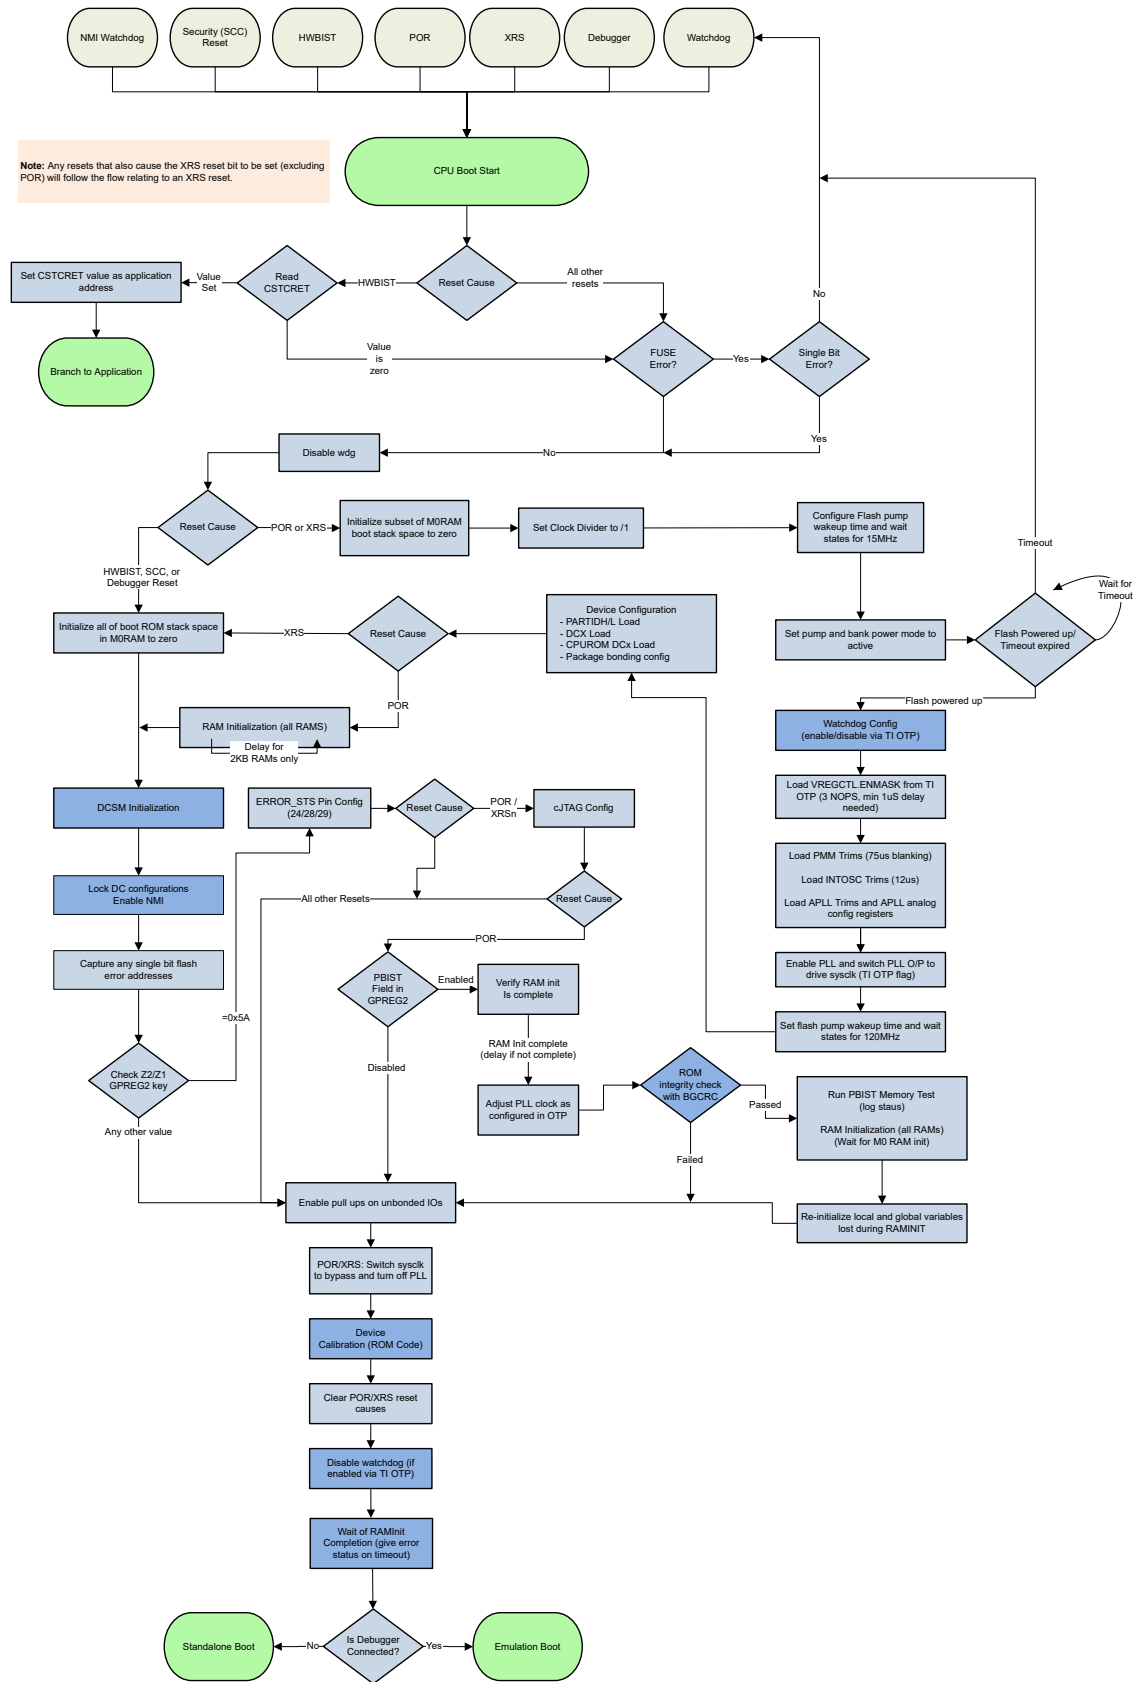 NMI Watchdog
Security (SCC)
Reset
HWBIST
POR
XRS
Debugger
Watchdog
Note: Any resets that also cause the XRS reset bit to be set (excluding
POR) will follow the flow relating to an XRS reset.
CPU Boot Start
Set CSTCRET value as application
address
Value
Set
Read
CSTCRET
HWBIST
Reset Cause
All other
resets
No
Branch to Application
Value
is
zero
FUSE
Error?
Yes
Single Bit
Error?
Yes
Disable wdg
No
Reset Cause
POR or XRS
Initialize subset of M0RAM
boot stack space to zero
Set Clock Divider to /1
Configure Flash pump
wakeup time and wait
states for 15MHz
Timeout
HWBIST, SCC, or
Debugger Reset
Wait for
Timeout
Initialize all of boot ROM stack space
in M0RAM to zero
XRS
Reset Cause
Device Configuration
- PARTIDH/L Load
- DCX Load
- CPUROM DCx Load
- Package bonding config
Set pump and bank power mode to
active
Flash Powered up/
Timeout expired
POR
Flash powered up
RAM Initialization (all RAMS)
Delay for
2KB RAMs only
Watchdog Config
(enable/disable via TI OTP)
DCSM Initialization
ERROR_STS Pin Config
(24/28/29)
Reset Cause
POR /
XRSn
cJTAG Config
Load VREGCTL.ENMASK from TI
OTP (3 NOPS, min 1uS delay
needed)
Load PMM Trims (75us blanking)
Load INTOSC Trims (12us)
Load APLL Trims and APLL analog
config registers
Lock DC configurations
Enable NMI
All other Resets
Reset Cause
POR
Capture any single bit flash
error addresses
PBIST
Field in
GPREG2
Enabled
Verify RAM init
Is complete
Enable PLL and switch PLL O/P to
drive sysclk (TI OTP flag)
=0x5A
Set flash pump wakeup time and wait
states for 120MHz
RAM Init complete
(delay if not complete)
Disabled
Check Z2/Z1
GPREG2 key
ROM
integrity check
with BGCRC
Adjust PLL clock as
configured in OTP
Passed
Run PBIST Memory Test
(log staus)
RAM Initialization (all RAMs)
(Wait for M0 RAM init)
Any other value
Failed
Enable pull ups on unbonded IOs
Re-initialize local and global variables
lost during RAMINIT
POR/XRS: Switch sysclk
to bypass and turn off PLL
Device
Calibration (ROM Code)
Clear POR/XRS reset
causes
Disable watchdog (if
enabled via TI OTP)
Wait of RAMInit
Completion (give error
status on timeout)
Standalone Boot
No
Is Debugger
Connected?
Yes
Emulation Boot